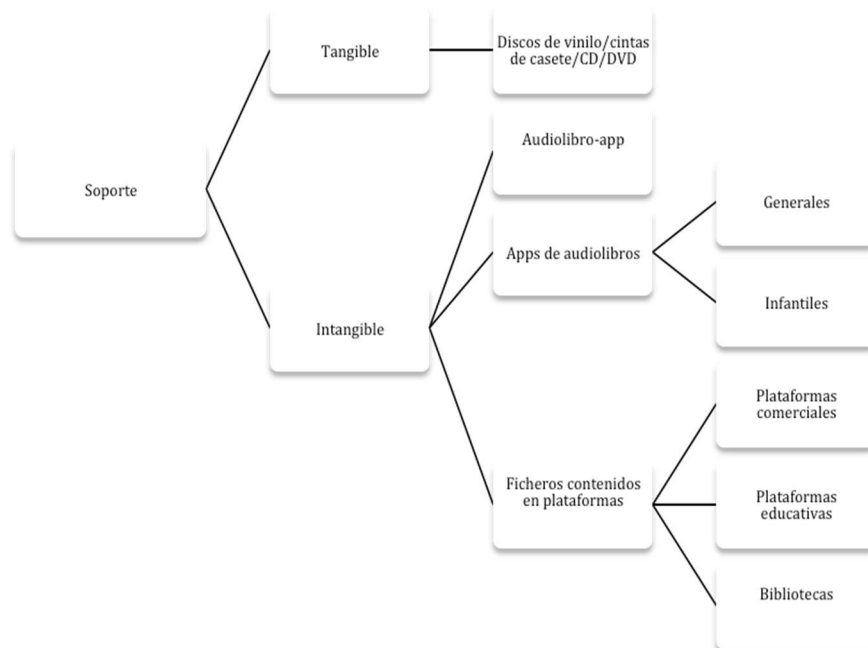 Soporte
Tangible
Discos de vinilo/cintas
de casete/CD/DVD
Intangible
Audiolibro-app
Apps de audiolibros
Generales
Infantiles
Ficheros contenidos
en plataformas
Plataformas
comerciales
Plataformas
educativas
Bibliotecas